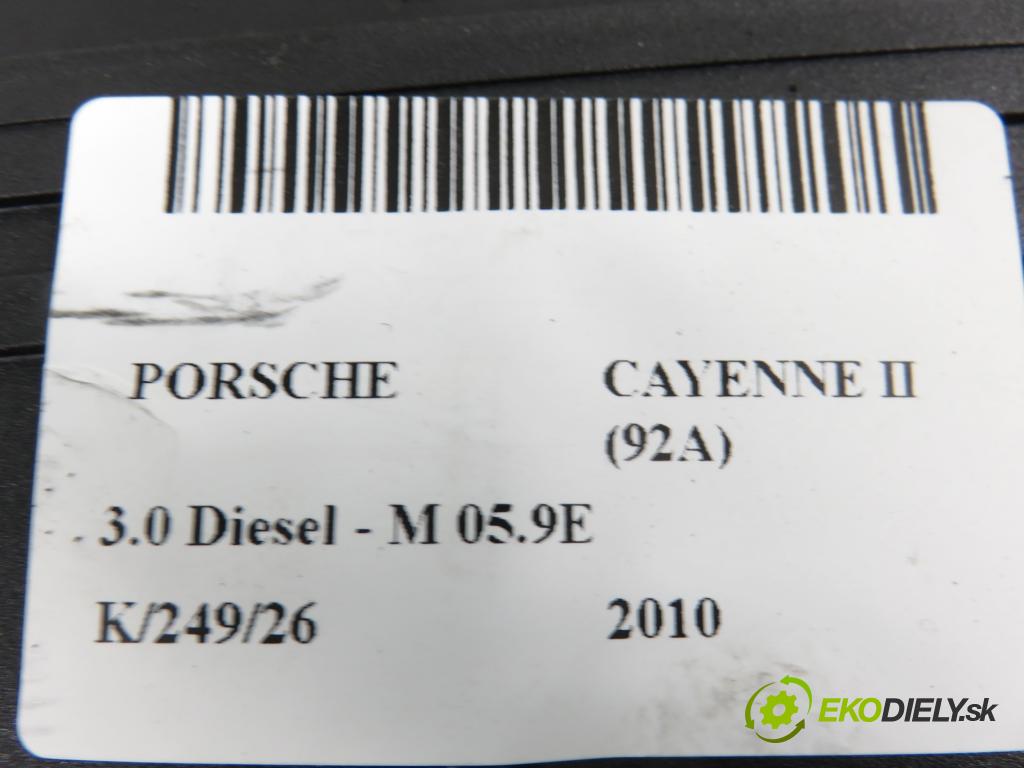 PORSCHE CAYENNE II
(92A)
3.0 Diesel - M 05.9E
K/249/26 2010
EKODIELY.sk